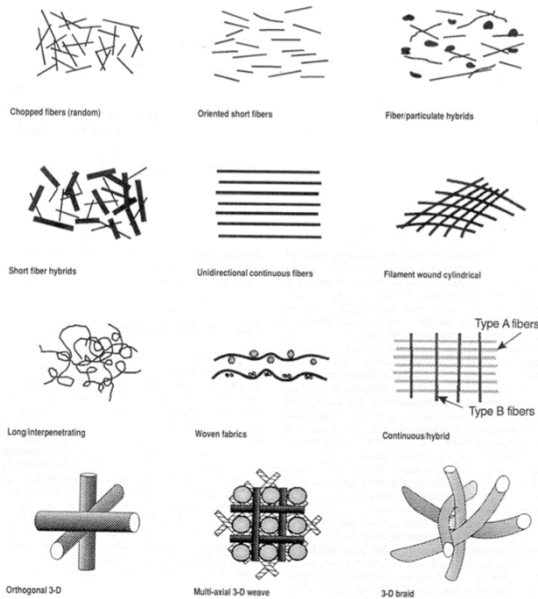 Chopped fibers (random)
Oriented short fibers
Fiber/particulate hybrids
Short fiber hybrids
Unidirectional continuous fibers
Filament wound cylindrical
Type A fibers
Type B fibers
Long/interpenetrating
Woven fabrics
Continuous/hybrid
Orthogonal 3-D
Multi-axial 3-D weave
3-D braid